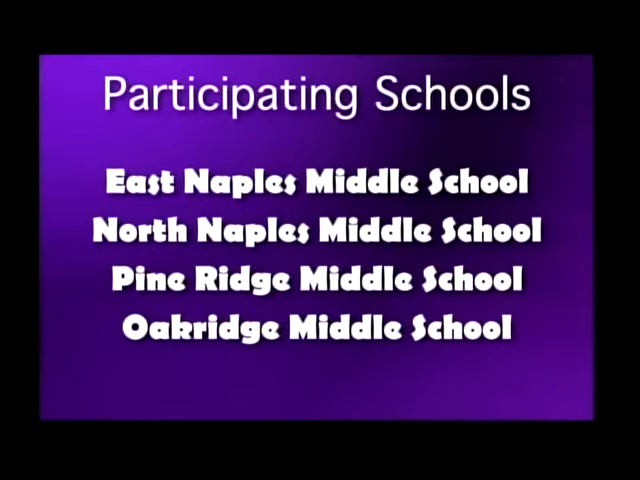 Participating Schools
East Naples Middle School
North Naples Middle School
Pine Ridge Middle School
Oakridge Middle School